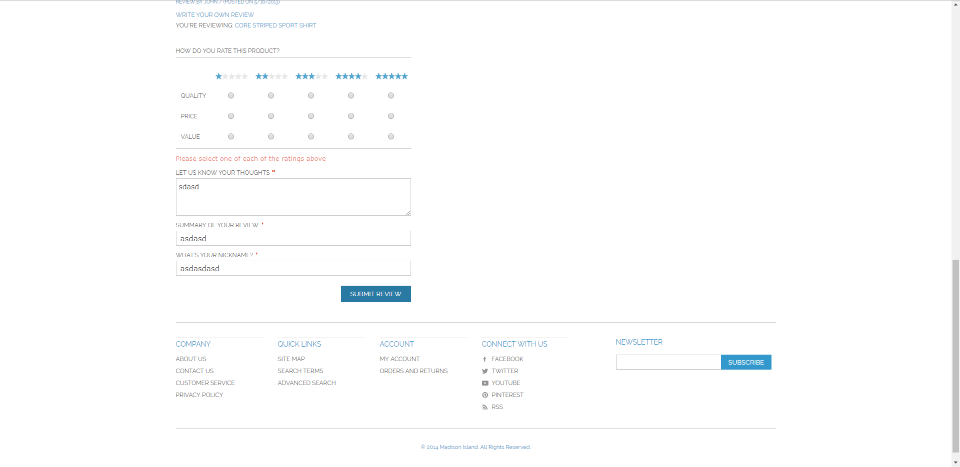 REVIEW BY JOHN / (POSTED ON 5/16/2013)
WRITE YOUR OWN REVIEW
YOU'RE REVIEWING: CORE STRIPED SPORT SHIRT
HOW DO YOU RATE THIS PRODUCT?
QUALITY
PRICE
VALUE
Please select one of each of the ratings above
LET US KNOW YOUR THOUGHTS *
sdasd
SUMMARY OF YOUR REVIEW *
asdasd
WHAT'S YOUR NICKNAME? *
asdasdasd
SUBMIT REVIEW
COMPANY
ABOUT US
CONTACT US
CUSTOMER SERVICE
PRIVACY POLICY
QUICK LINKS
SITE MAP
SEARCH TERMS
ADVANCED SEARCH
ACCOUNT
MY ACCOUNT
ORDERS AND RETURNS
CONNECT WITH US
FACEBOOK
TWITTER
YOUTUBE
PINTEREST
RSS
NEWSLETTER
SUBSCRIBE
© 2014 Madison Island. All Rights Reserved.